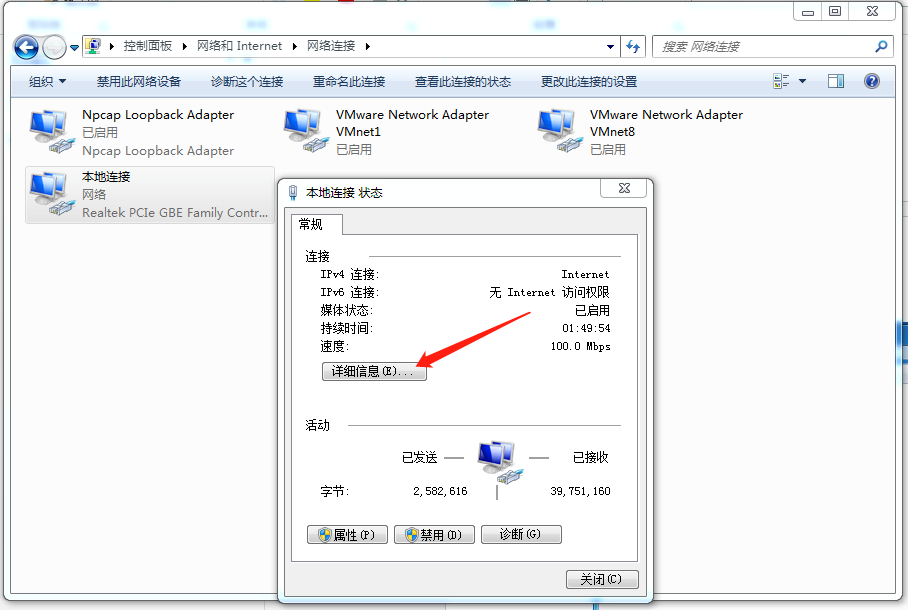 控制面板 网络和 Internet 网络连接
搜索 网络连接
组织 禁用此网络设备 诊断这个连接 重命名此连接 查看此连接的状态 更改此连接的设置
Npcap Loopback Adapter
已启用
Npcap Loopback Adapter
VMware Network Adapter
VMnet1
已启用
VMware Network Adapter
VMnet8
已启用
本地连接
网络
Realtek PCIe GBE Family Contr...
本地连接 状态
常规
连接
IPv4 连接: Internet
IPv6 连接: 无 Internet 访问权限
媒体状态: 已启用
持续时间: 01:49:54
速度: 100.0 Mbps
详细信息(E)...
活动
已发送 已接收
字节: 2,582,616 39,751,160
属性(P) 禁用(D) 诊断(G)
关闭(C)